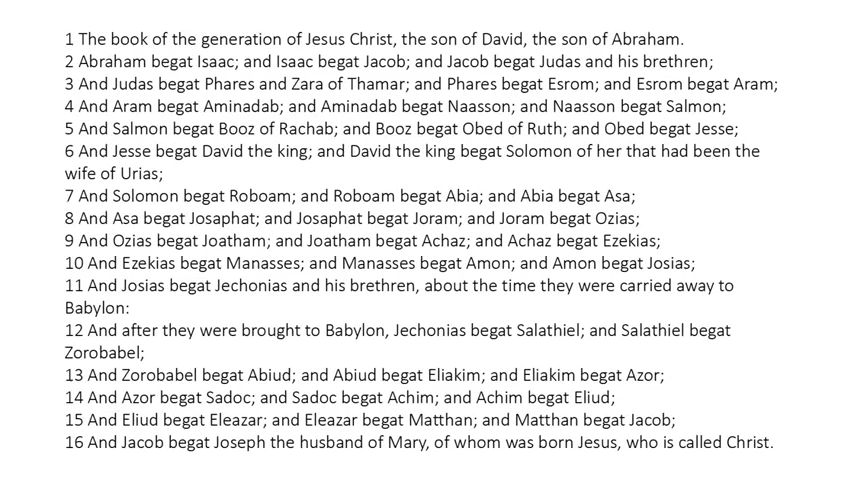 1 The book of the generation of Jesus Christ, the son of David, the son of Abraham.
2 Abraham begat Isaac; and Isaac begat Jacob; and Jacob begat Judas and his brethren;
3 And Judas begat Phares and Zara of Thamar; and Phares begat Esrom; and Esrom begat Aram;
4 And Aram begat Aminadab; and Aminadab begat Naasson; and Naasson begat Salmon;
5 And Salmon begat Booz of Rachab; and Booz begat Obed of Ruth; and Obed begat Jesse;
6 And Jesse begat David the king; and David the king begat Solomon of her that had been the
wife of Urias;
7 And Solomon begat Roboam; and Roboam begat Abia; and Abia begat Asa;
8 And Asa begat Josaphat; and Josaphat begat Joram; and Joram begat Ozias;
9 And Ozias begat Joatham; and Joatham begat Achaz; and Achaz begat Ezekias;
10 And Ezekias begat Manasses; and Manasses begat Amon; and Amon begat Josias;
11 And Josias begat Jechonias and his brethren, about the time they were carried away to
Babylon:
12 And after they were brought to Babylon, Jechonias begat Salathiel; and Salathiel begat
Zorobabel;
13 And Zorobabel begat Abiud; and Abiud begat Eliakim; and Eliakim begat Azor;
14 And Azor begat Sadoc; and Sadoc begat Achim; and Achim begat Eliud;
15 And Eliud begat Eleazar; and Eleazar begat Matthan; and Matthan begat Jacob;
16 And Jacob begat Joseph the husband of Mary, of whom was born Jesus, who is called Christ.